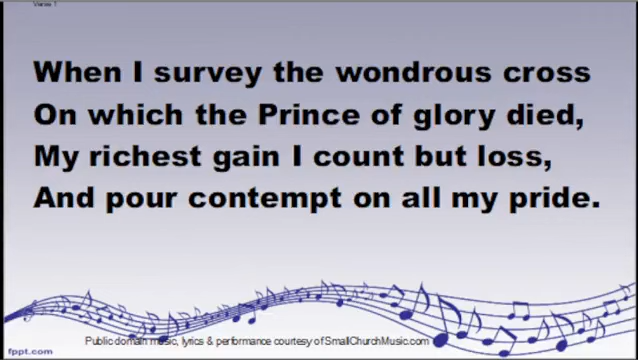 Verse 1
When I survey the wondrous cross
On which the Prince of glory died,
My richest gain I count but loss,
And pour contempt on all my pride.
Public domain music, lyrics & performance courtesy of SmallChurchMusic.com
fppt.com